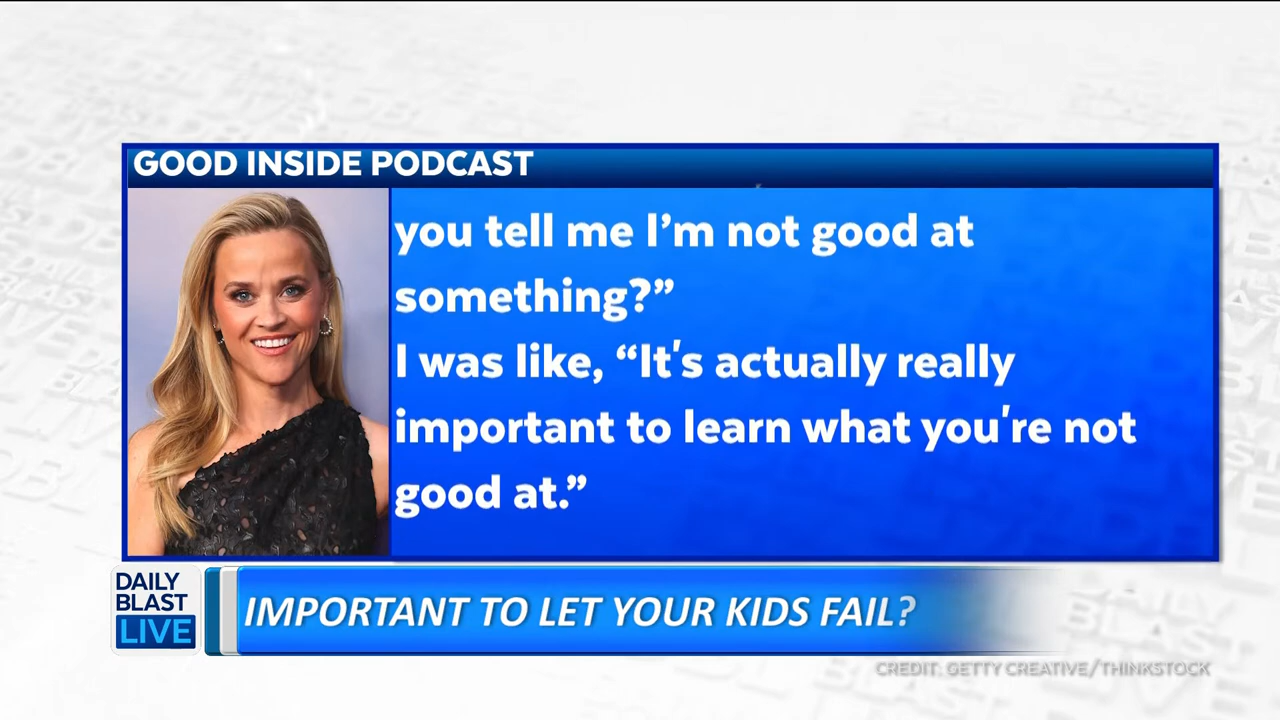 GOOD INSIDE PODCAST
you tell me I’m not good at
something?”
I was like, “It's actually really
important to learn what you're not
good at.”
DAILY
BLAST
LIVE
IMPORTANT TO LET YOUR KIDS FAIL?
CREDIT: GETTY CREATIVE/THINKSTOCK